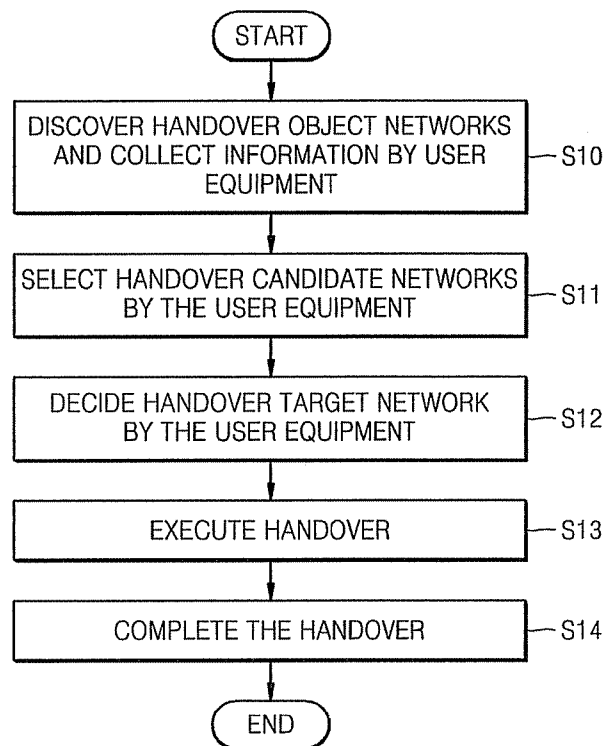 START
DISCOVER HANDOVER OBJECT NETWORKS
AND COLLECT INFORMATION BY USER
EQUIPMENT
S10
SELECT HANDOVER CANDIDATE NETWORKS
BY THE USER EQUIPMENT
S11
DECIDE HANDOVER TARGET NETWORK
BY THE USER EQUIPMENT
S12
EXECUTE HANDOVER
S13
COMPLETE THE HANDOVER
S14
END